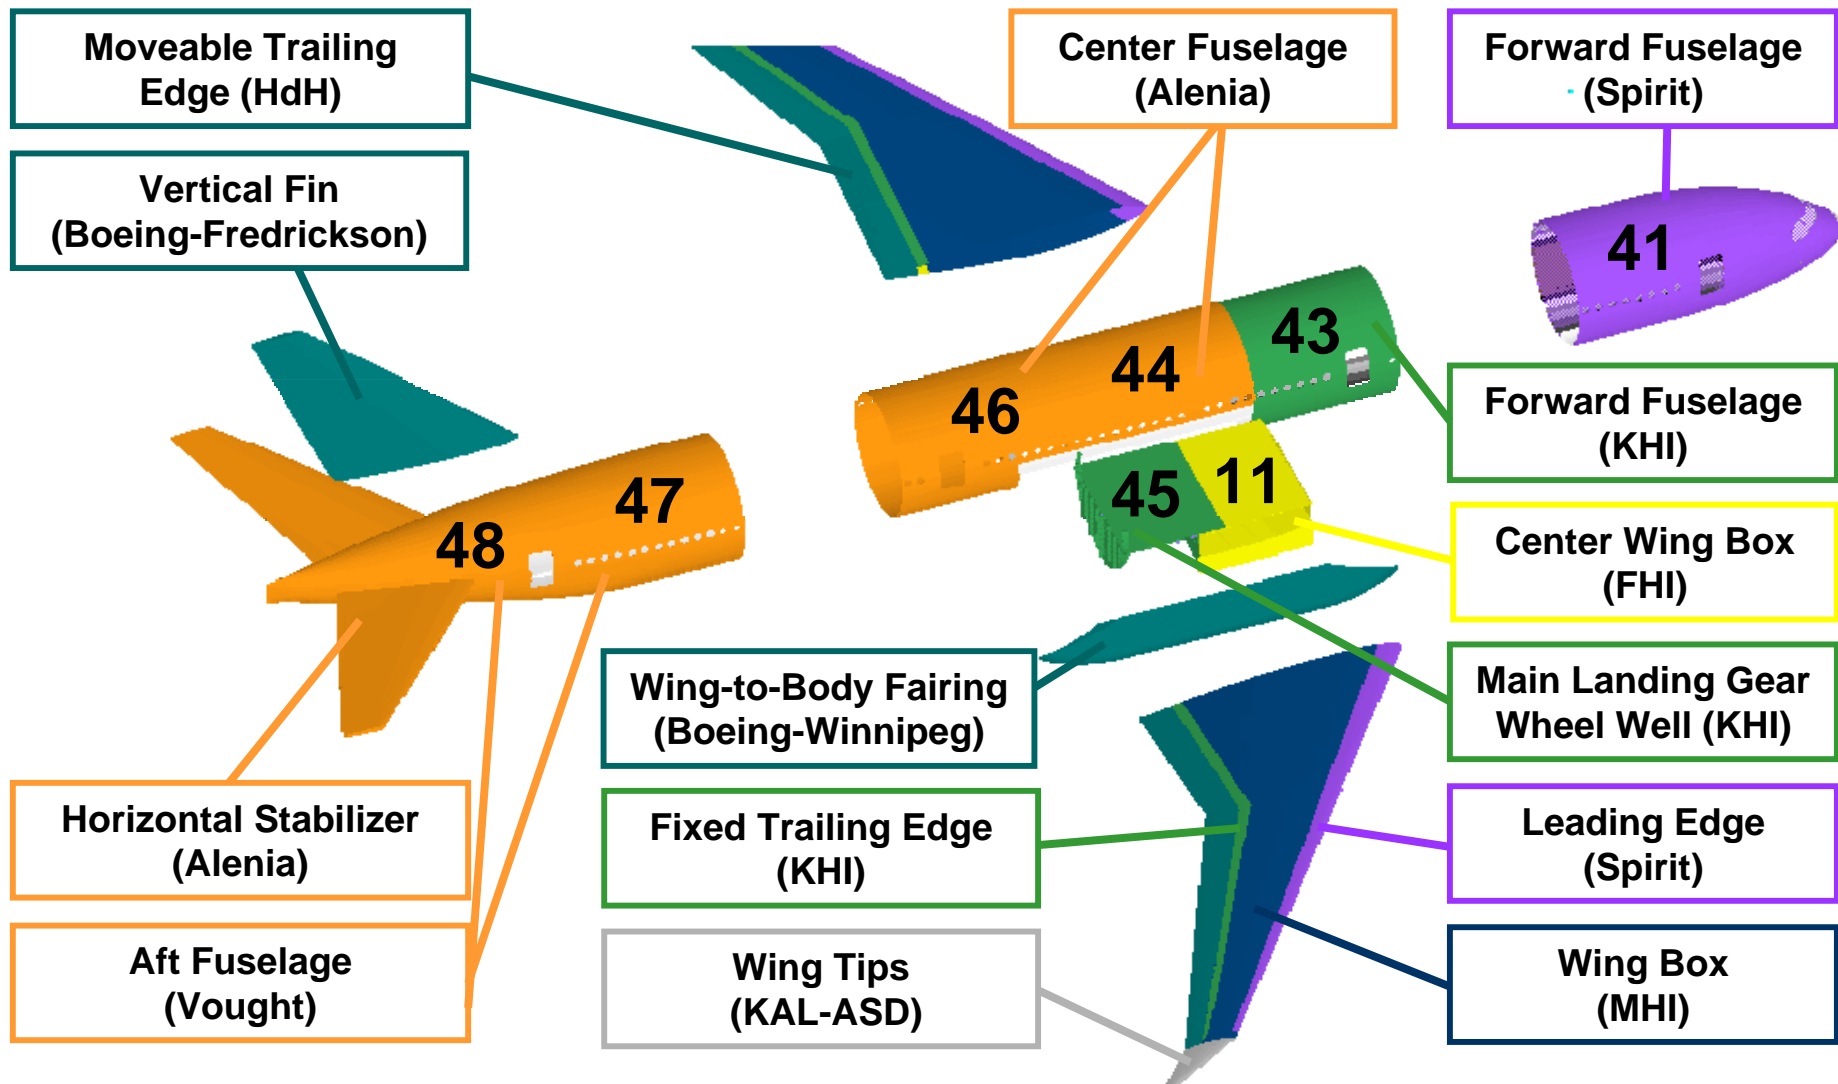 Moveable Trailing
Edge (HdH)
Center Fuselage
(Alenia)
Forward Fuselage
(Spirit)
Vertical Fin
(Boeing-Fredrickson)
41
43
44
46
Forward Fuselage
(KHI)
47
48
45
11
Center Wing Box
(FHI)
Wing-to-Body Fairing
(Boeing-Winnipeg)
Main Landing Gear
Wheel Well (KHI)
Horizontal Stabilizer
(Alenia)
Fixed Trailing Edge
(KHI)
Leading Edge
(Spirit)
Aft Fuselage
(Vought)
Wing Tips
(KAL-ASD)
Wing Box
(MHI)